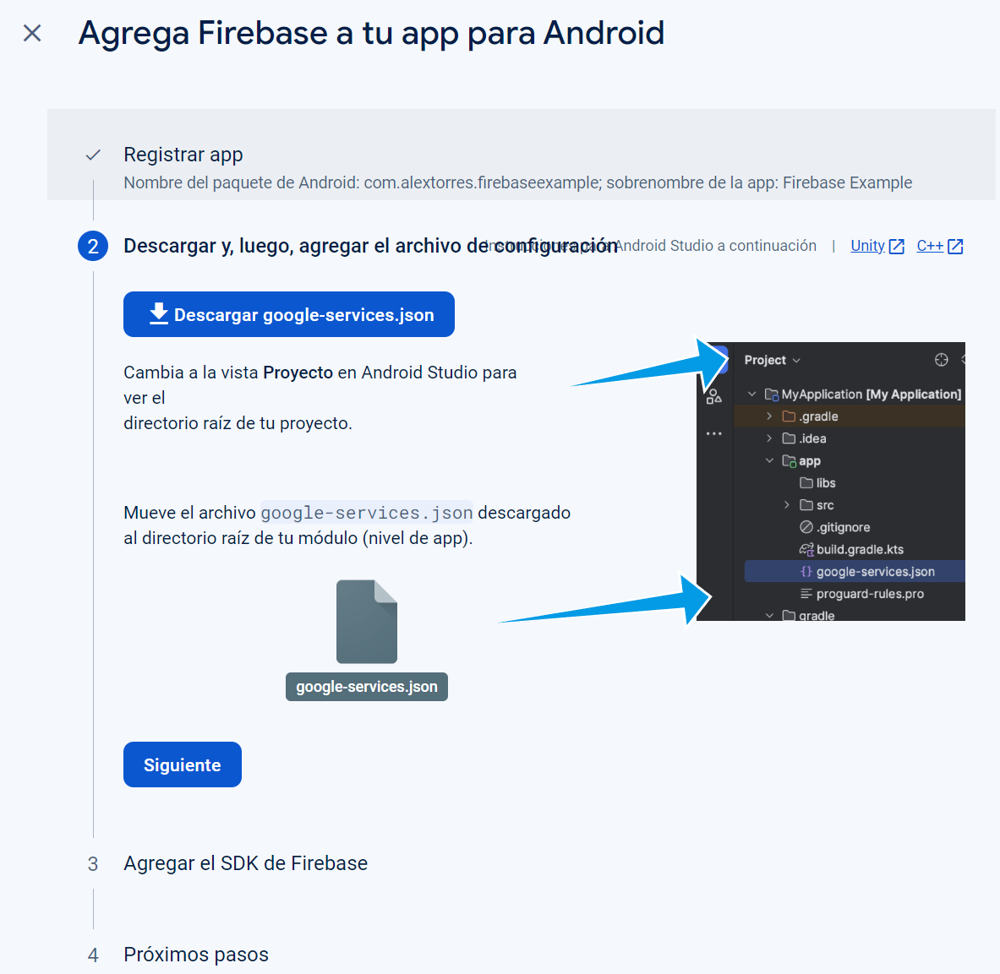 Agrega Firebase a tu app para Android
Registrar app
Nombre del paquete de Android: com.alextorres.firebaseexample; sobrenombre de la app: Firebase Example
2 Descargar y, luego, agregar el archivo de configuración Instrucciones para Android Studio a continuación | Unity C++
Descargar google-services.json
Cambia a la vista Proyecto en Android Studio para
ver el
directorio raíz de tu proyecto.
Mueve el archivo google-services.json descargado
al directorio raíz de tu módulo (nivel de app).
google-services.json
Project
MyApplication [My Application]
.gradle
.idea
app
libs
src
.gitignore
build.gradle.kts
google-services.json
proguard-rules.pro
gradle
Siguiente
3 Agregar el SDK de Firebase
4 Próximos pasos